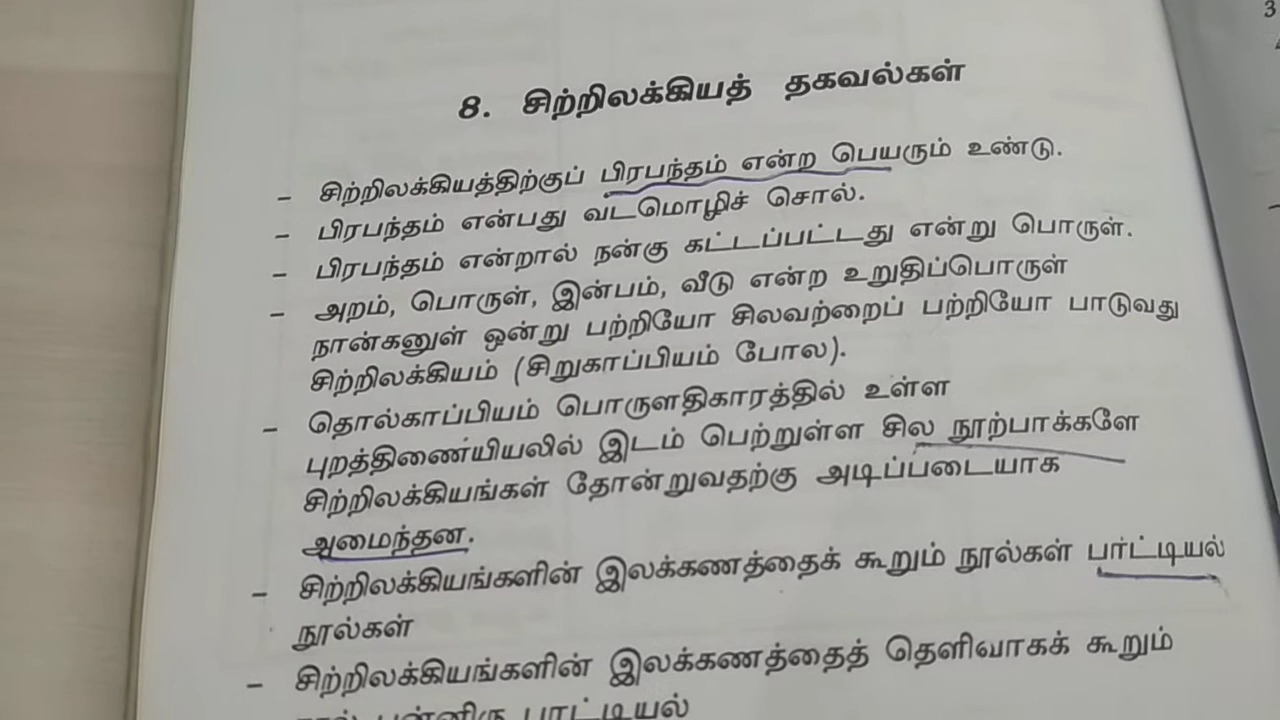 8. சிற்றிலக்கியத் தகவல்கள்
- சிற்றிலக்கியத்திற்குப் பிரபந்தம் என்ற பெயரும் உண்டு.
- பிரபந்தம் என்பது வடமொழிச் சொல்.
- பிரபந்தம் என்றால் நன்கு கட்டப்பட்டது என்று பொருள்.
- அறம், பொருள், இன்பம், வீடு என்ற உறுதிப்பொருள்
நான்கனுள் ஒன்று பற்றியோ சிலவற்றைப் பற்றியோ பாடுவது
சிற்றிலக்கியம் (சிறுகாப்பியம் போல).
- தொல்காப்பியம் பொருளதிகாரத்தில் உள்ள
புறத்திணையியலில் இடம் பெற்றுள்ள சில நூற்பாக்களே
சிற்றிலக்கியங்கள் தோன்றுவதற்கு அடிப்படையாக
அமைந்தன.
- சிற்றிலக்கியங்களின் இலக்கணத்தைக் கூறும் நூல்கள் பாட்டியல்
நூல்கள்
- சிற்றிலக்கியங்களின் இலக்கணத்தைத் தெளிவாகக் கூறும்
நூல் பன்னிரு பாட்டியல்
3